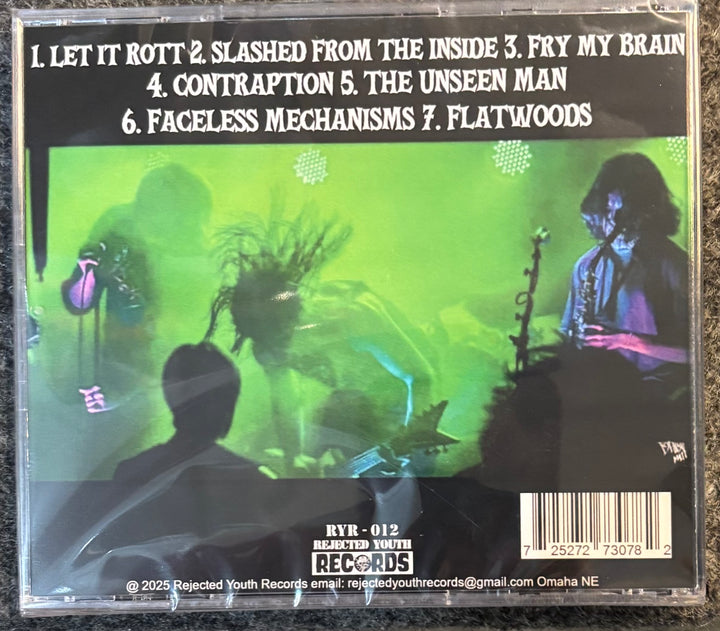 1. LET IT ROTT 2. SLASHED FROM THE INSIDE 3. FRY MY BRAIN
4. CONTRAPTION 5. THE UNSEEN MAN
6. FACELESS MECHANISMS 7. FLATWOODS
RYR - 012
REJECTED YOUTH
RECORDS
7 25272 73078 2
@ 2025 Rejected Youth Records email: rejectedyouthrecords@gmail.com Omaha NE